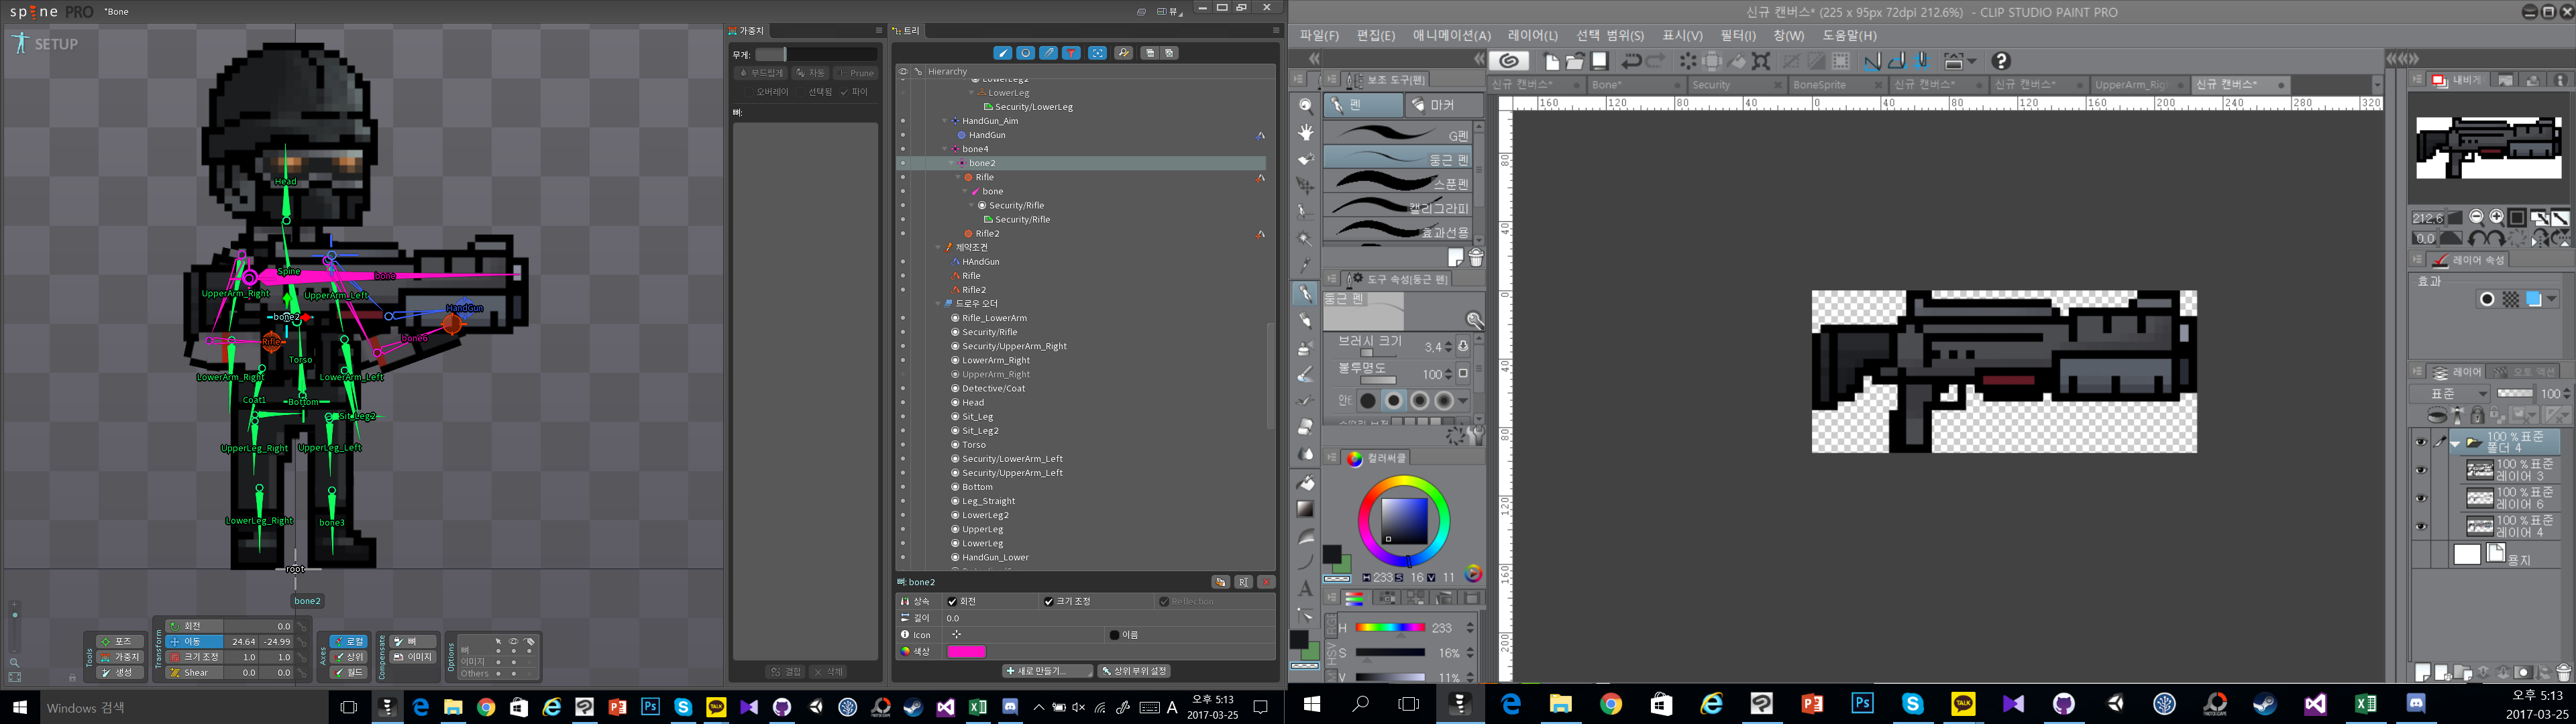 spine PRO *Bone
뷰
SETUP
Head
Spine
bone
UpperArm_Right
UpperArm_Left
HandGun
bone2
Rifle
bone6
Torso
LowerArm_Right
LowerArm_Left
Coat1
Bottom
Sit_Leg2
UpperLeg_Right
UpperLeg_Left
LowerLeg_Right
bone3
root
bone2
Tools
포즈
가중치
생성
Transform
회전 0.0
이동 24.64 -24.99
크기 조정 1.0 1.0
Shear 0.0 0.0
Axes
로컬
상위
월드
Compensate
뼈
이미지
Options
뼈
이미지
Others
가중치
무게:
부드럽게 자동 Prune
오버레이 선택됨 파이
뼈:
결합 삭제
트리
Hierarchy
LowerLeg2
LowerLeg
Security/LowerLeg
HandGun_Aim
HandGun
bone4
bone2
Rifle
bone
Security/Rifle
Security/Rifle
Rifle2
제약조건
HAndGun
Rifle
Rifle2
드로우 오더
Rifle_LowerArm
Security/Rifle
Security/UpperArm_Right
LowerArm_Right
UpperArm_Right
Detective/Coat
Head
Sit_Leg
Sit_Leg2
Torso
Security/LowerArm_Left
Security/UpperArm_Left
Bottom
Leg_Straight
LowerLeg2
UpperLeg
LowerLeg
HandGun_Lower
뼈: bone2
상속 회전 크기 조정 Reflection
길이 0.0
Icon 이름
색상
새로 만들기... 상위 부위 설정
Windows 검색
오후 5:13
2017-03-25
신규 캔버스* (225 x 95px 72dpi 212.6%) - CLIP STUDIO PAINT PRO
파일(F) 편집(E) 애니메이션(A) 레이어(L) 선택 범위(S) 표시(V) 필터(I) 창(W) 도움말(H)
보조 도구[펜]
신규 캔버스* Bone* Security BoneSprite 신규 캔버스* 신규 캔버스* UpperArm_Rig 신규 캔버스*
펜 마커
G펜
둥근 펜
스푼펜
캘리그라피
효과선용
도구 속성[둥근 펜]
둥근 펜
브러시 크기 3.4
불투명도 100
컬러써클
H 233 S 16 V 11
H 233
S 16%
V 11%
내비게
212.6
0.0
레이어 속성
효과
레이어 오토 액션
표준 100
100 %표준
폴더 4
100 %표준
레이어 3
100 %표준
레이어 6
100 %표준
레이어 4
용지
오후 5:13
2017-03-25